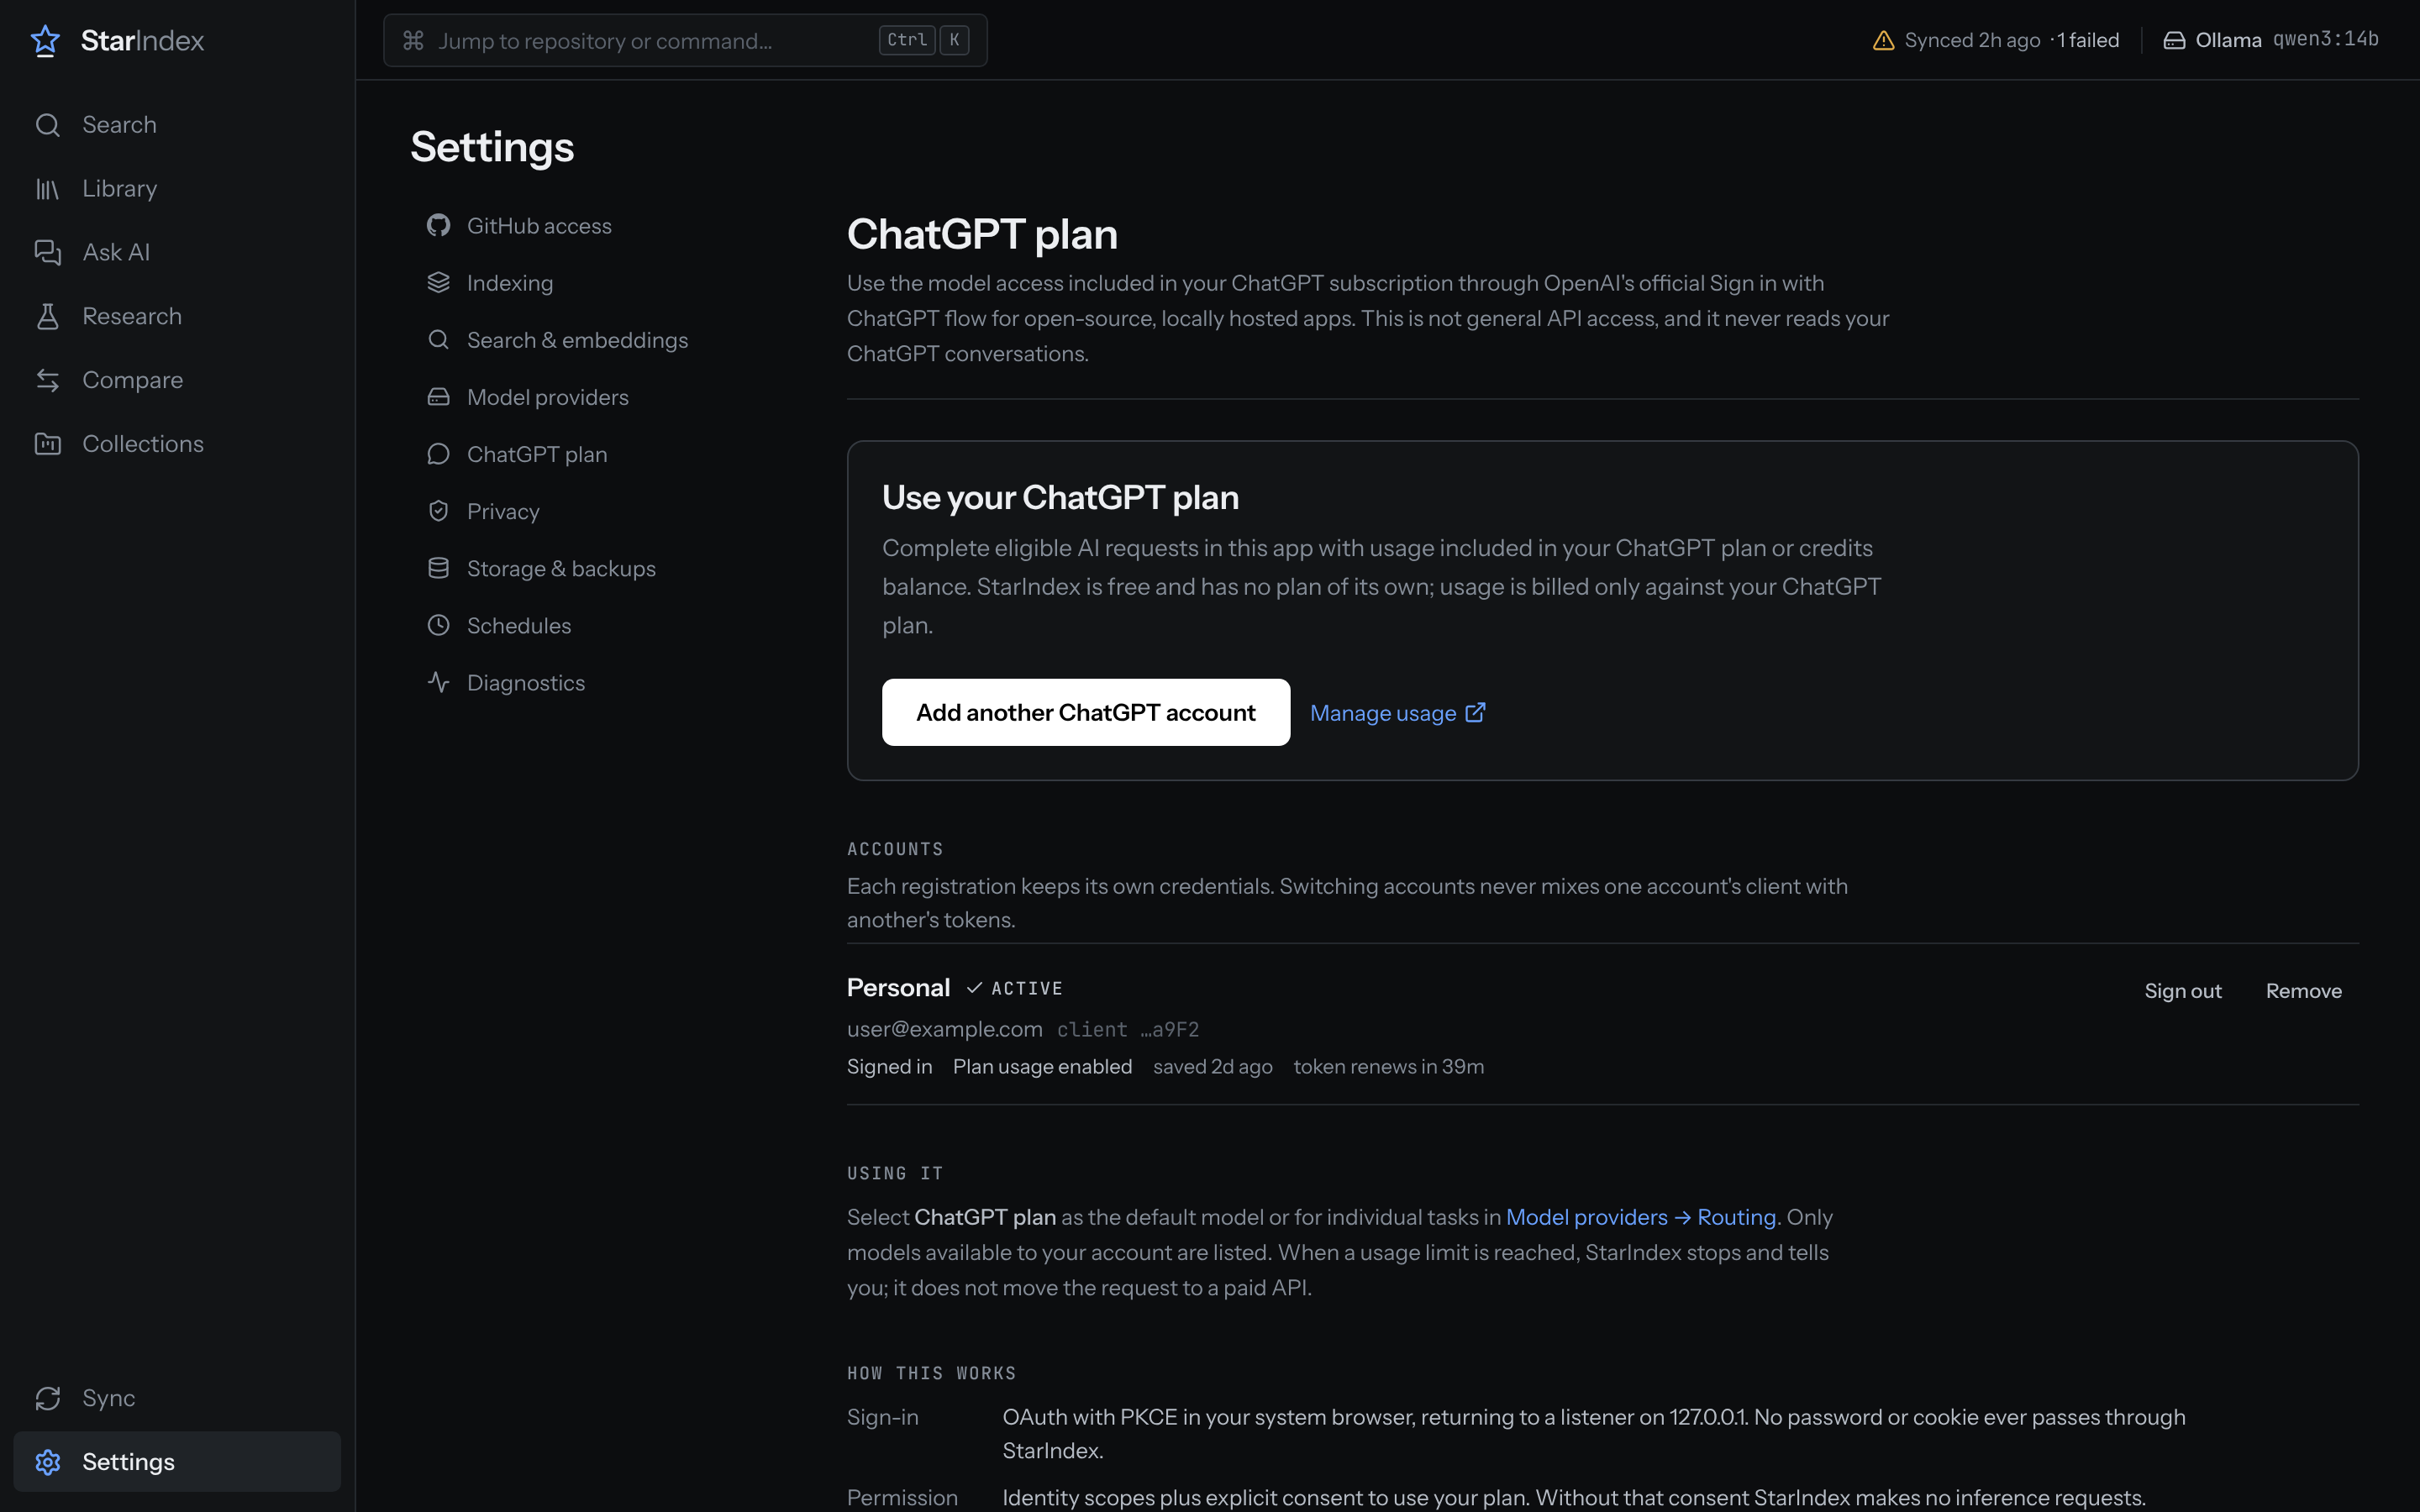 StarIndex
Jump to repository or command...
Ctrl K
Synced 2h ago · 1 failed
Ollama qwen3:14b
Search
Library
Ask AI
Research
Compare
Collections
Sync
Settings
Settings
GitHub access
Indexing
Search & embeddings
Model providers
ChatGPT plan
Privacy
Storage & backups
Schedules
Diagnostics
ChatGPT plan
Use the model access included in your ChatGPT subscription through OpenAI's official Sign in with
ChatGPT flow for open-source, locally hosted apps. This is not general API access, and it never reads your
ChatGPT conversations.
Use your ChatGPT plan
Complete eligible AI requests in this app with usage included in your ChatGPT plan or credits
balance. StarIndex is free and has no plan of its own; usage is billed only against your ChatGPT
plan.
Add another ChatGPT account
Manage usage
ACCOUNTS
Each registration keeps its own credentials. Switching accounts never mixes one account's client with
another's tokens.
Personal ✓ ACTIVE
Sign out Remove
user@example.com client …a9F2
Signed in Plan usage enabled saved 2d ago token renews in 39m
USING IT
Select ChatGPT plan as the default model or for individual tasks in Model providers → Routing. Only
models available to your account are listed. When a usage limit is reached, StarIndex stops and tells
you; it does not move the request to a paid API.
HOW THIS WORKS
Sign-in OAuth with PKCE in your system browser, returning to a listener on 127.0.0.1. No password or cookie ever passes through
StarIndex.
Permission Identity scopes plus explicit consent to use your plan. Without that consent StarIndex makes no inference requests.